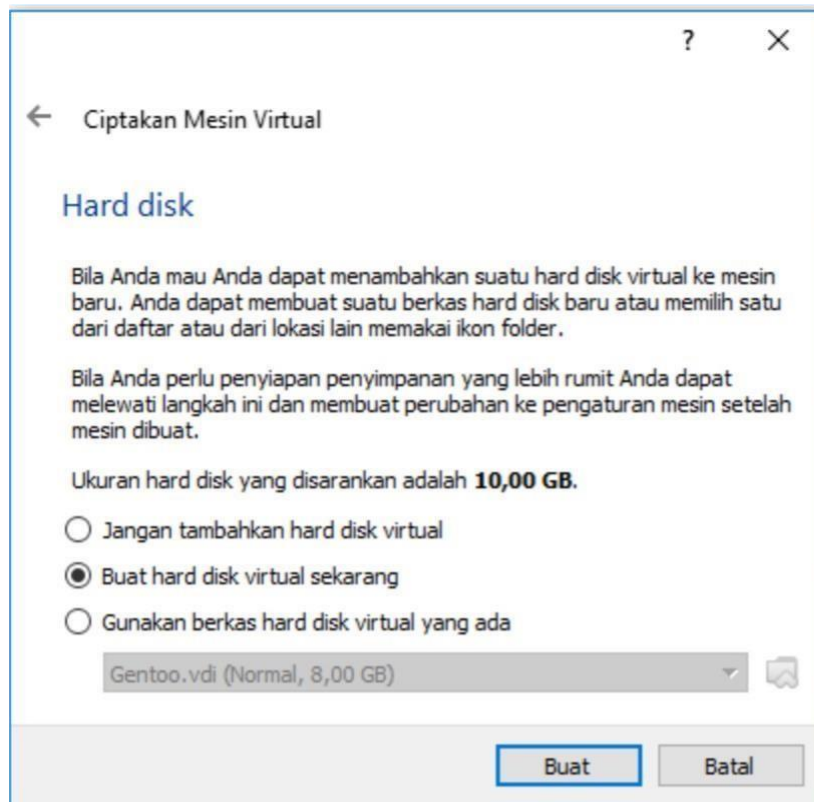 ?
Ciptakan Mesin Virtual
Hard disk
Bila Anda mau Anda dapat menambahkan suatu hard disk virtual ke mesin
baru. Anda dapat membuat suatu berkas hard disk baru atau memilih satu
dari daftar atau dari lokasi lain memakai ikon folder.
Bila Anda perlu penyiapan penyimpanan yang lebih rumit Anda dapat
melewati langkah ini dan membuat perubahan ke pengaturan mesin setelah
mesin dibuat.
Ukuran hard disk yang disarankan adalah 10,00 GB.
Jangan tambahkan hard disk virtual
Buat hard disk virtual sekarang
Gunakan berkas hard disk virtual yang ada
Gentoo.vdi (Normal, 8,00 GB)
Buat Batal